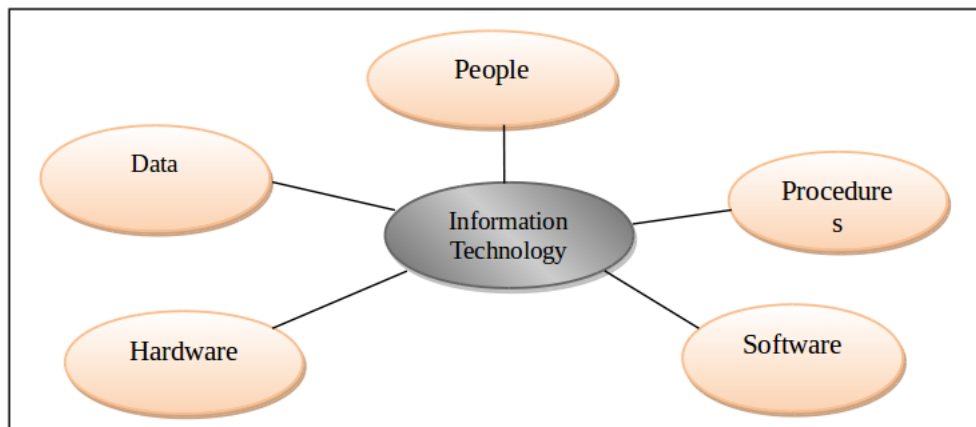 People
Data
Procedure
s
Information
Technology
Hardware
Software